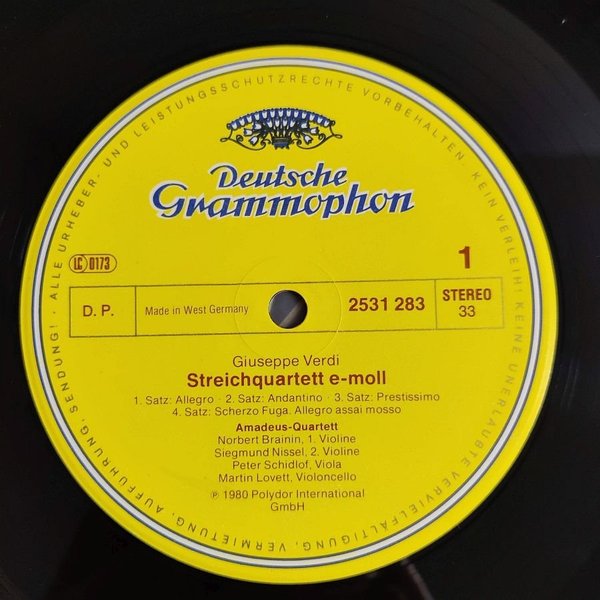 ALLE URHEBER- UND LEISTUNGSSCHUTZRECHTE VORBEHALTEN · KEIN VERLEIH! · KEINE UNERLAUBTE VERVIELFÄLTIGUNG, VERMIETUNG, AUFFÜHRUNG, SENDUNG! ·
Deutsche
Grammophon
LC 0173
1
D. P.
Made in West Germany
2531 283
STEREO
33
Giuseppe Verdi
Streichquartett e-moll
1. Satz: Allegro · 2. Satz: Andantino · 3. Satz: Prestissimo
4. Satz: Scherzo Fuga. Allegro assai mosso
Amadeus-Quartett
Norbert Brainin, 1. Violine
Siegmund Nissel, 2. Violine
Peter Schidlof, Viola
Martin Lovett, Violoncello
℗ 1980 Polydor International
GmbH